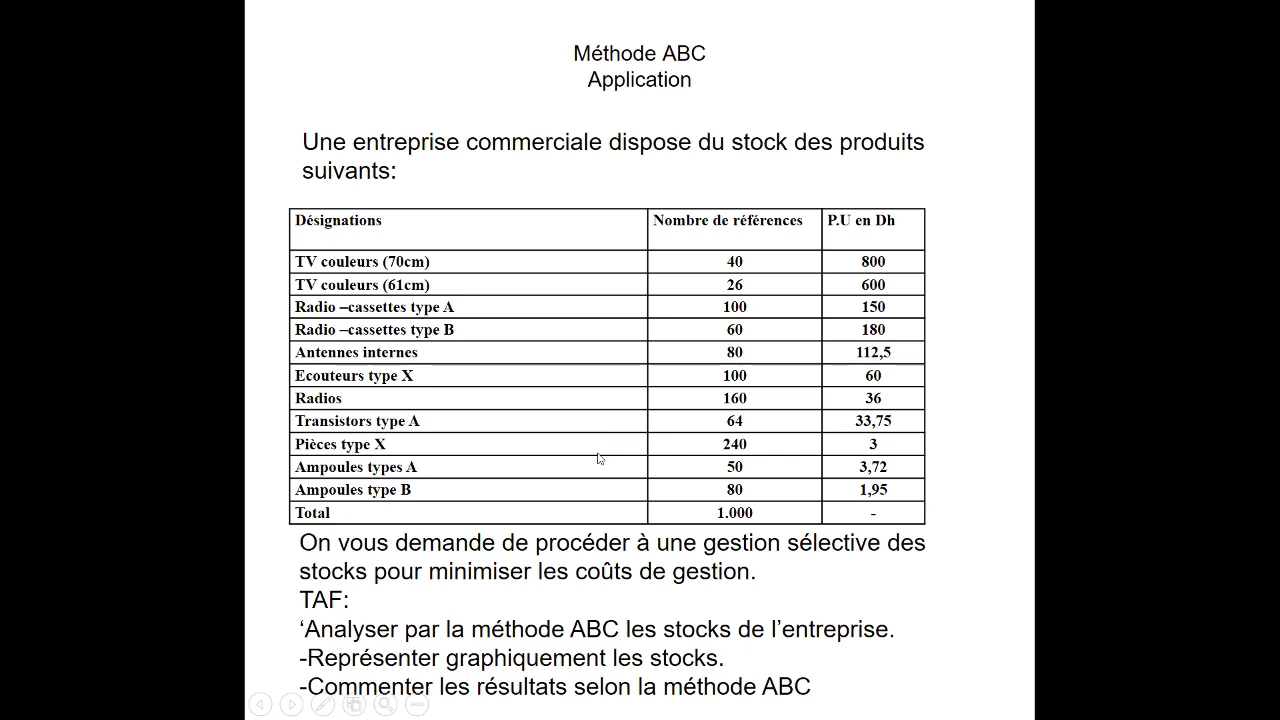 Méthode ABC
Application
Une entreprise commerciale dispose du stock des produits
suivants:
Désignations Nombre de références P.U en Dh
TV couleurs (70cm) 40 800
TV couleurs (61cm) 26 600
Radio –cassettes type A 100 150
Radio –cassettes type B 60 180
Antennes internes 80 112,5
Ecouteurs type X 100 60
Radios 160 36
Transistors type A 64 33,75
Pièces type X 240 3
Ampoules types A 50 3,72
Ampoules type B 80 1,95
Total 1.000 -
On vous demande de procéder à une gestion sélective des
stocks pour minimiser les coûts de gestion.
TAF:
‘Analyser par la méthode ABC les stocks de l’entreprise.
-Représenter graphiquement les stocks.
-Commenter les résultats selon la méthode ABC